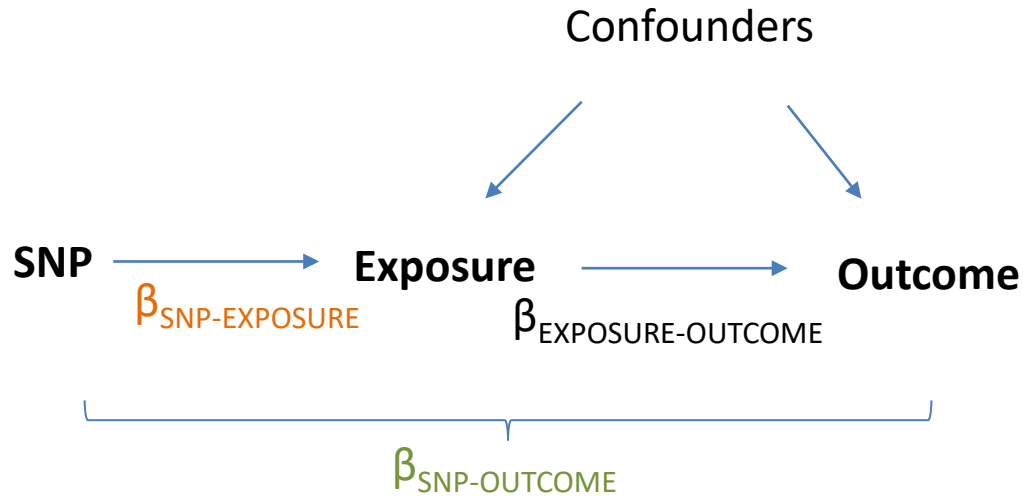 Confounders
SNP
Exposure
Outcome
βSNP-EXPOSURE
βEXPOSURE-OUTCOME
βSNP-OUTCOME